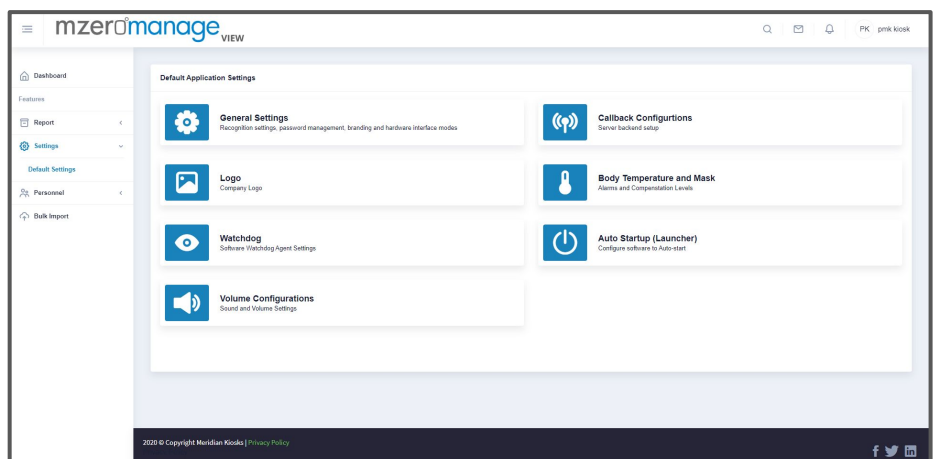 mzeromanage
VIEW
PK pmk kiosk
Dashboard
Features
Report
Settings
Default Settings
Personnel
Bulk Import
Default Application Settings
General Settings
Recognition settings, password management, branding and hardware interface modes
Callback Configurtions
Server backend setup
Logo
Company Logo
Body Temperature and Mask
Alarms and Compenstation Levels
Watchdog
Software Watchdog Agent Settings
Auto Startup (Launcher)
Configure software to Auto-start
Volume Configurations
Sound and Volume Settings
2020 © Copyright Meridian Kiosks | Privacy Policy